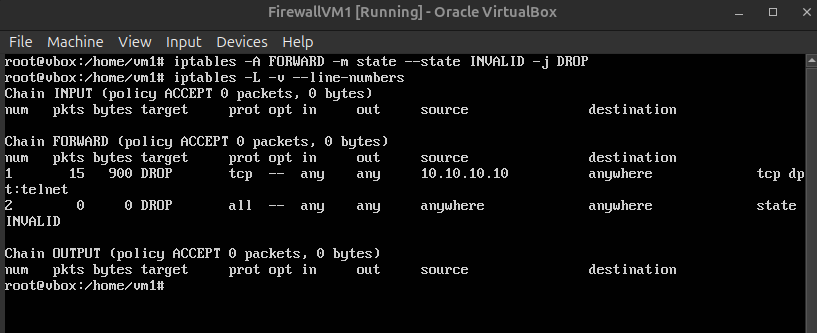 FirewallVM1 [Running] - Oracle VirtualBox
File Machine View Input Devices Help
root@vbox:/home/vm1# iptables -A FORWARD -m state --state INVALID -j DROP
root@vbox:/home/vm1# iptables -L -v --line-numbers
Chain INPUT (policy ACCEPT 0 packets, 0 bytes)
num pkts bytes target prot opt in out source destination
Chain FORWARD (policy ACCEPT 0 packets, 0 bytes)
num pkts bytes target prot opt in out source destination
1 15 900 DROP tcp -- any any 10.10.10.10 anywhere tcp dp
t:telnet
2 0 0 DROP all -- any any anywhere anywhere state
INVALID
Chain OUTPUT (policy ACCEPT 0 packets, 0 bytes)
num pkts bytes target prot opt in out source destination
root@vbox:/home/vm1#